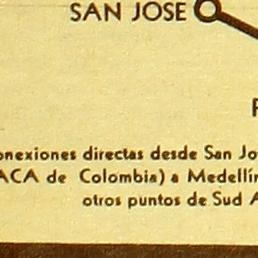 SAN JOSE
onexiones directas desde San Jo
ACA de Colombia) a Medellín
otros puntos de Sud A